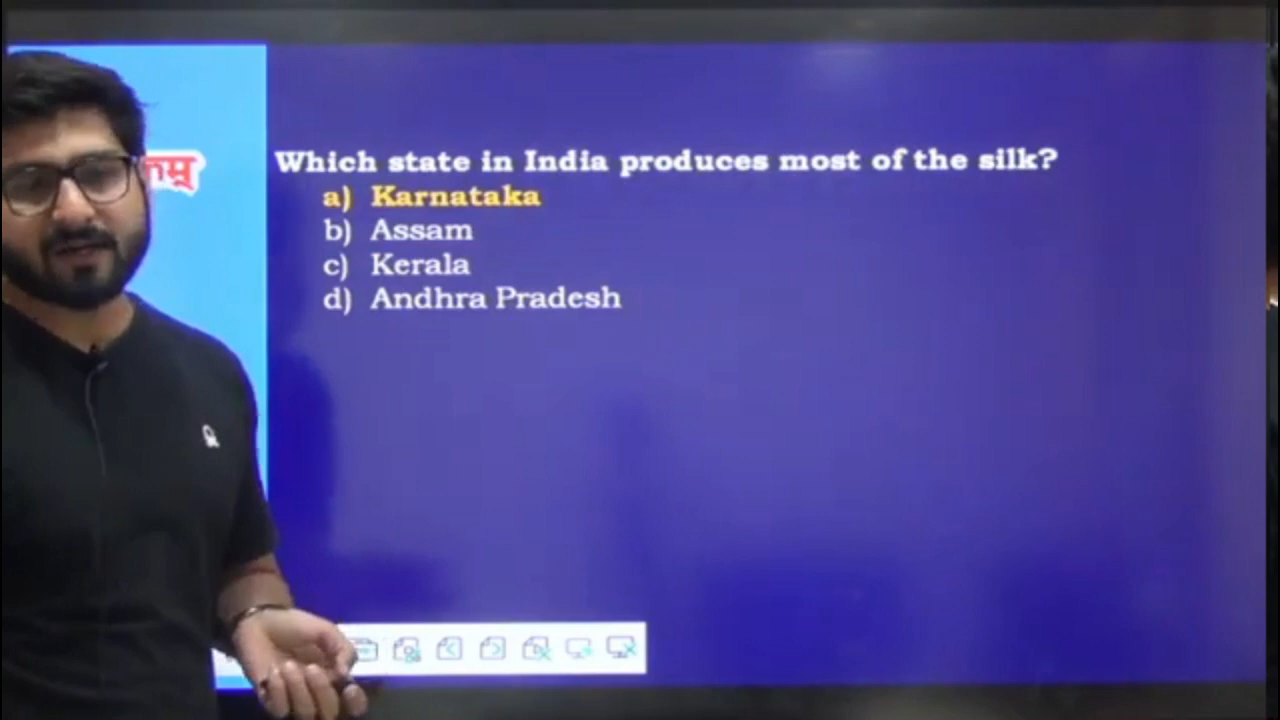 Which state in India produces most of the silk?
a) Karnataka
b) Assam
c) Kerala
d) Andhra Pradesh